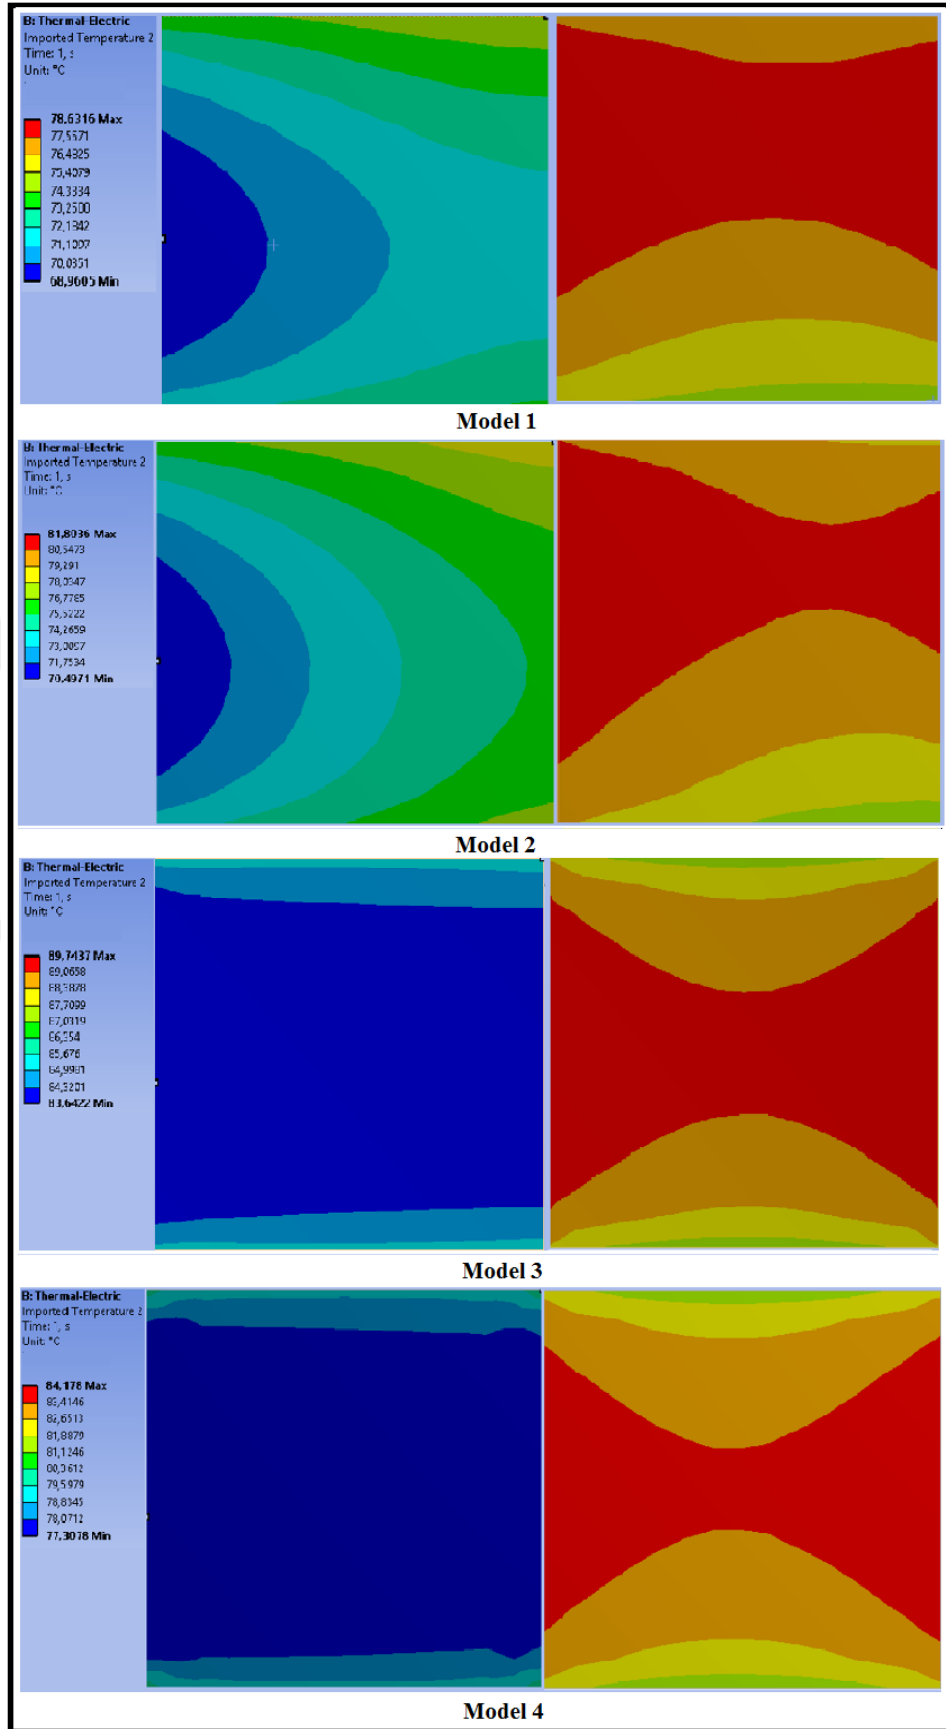 B: Thermal-Electric
Imported Temperature 2
Time: 1, s
Unit: °C
78,6316 Max
77,5571
76,4825
75,4079
74,3334
73,2588
72,1842
71,1097
70,0351
68,9605 Min
Model 1
B: Thermal-Electric
Imported Temperature 2
Time: 1, s
Unit: °C
81,8036 Max
80,5473
79,291
78,0347
76,7785
75,5222
74,2659
73,0097
71,7534
70,4971 Min
Model 2
B: Thermal-Electric
Imported Temperature 2
Time: 1, s
Unit: °C
89,7437 Max
89,0658
88,3878
87,7099
87,0319
86,354
85,676
84,9981
84,3201
83,6422 Min
Model 3
B: Thermal-Electric
Imported Temperature 2
Time: 1, s
Unit: °C
84,178 Max
83,4146
82,6513
81,8879
81,1246
80,3612
79,5979
78,8345
78,0712
77,3078 Min
Model 4